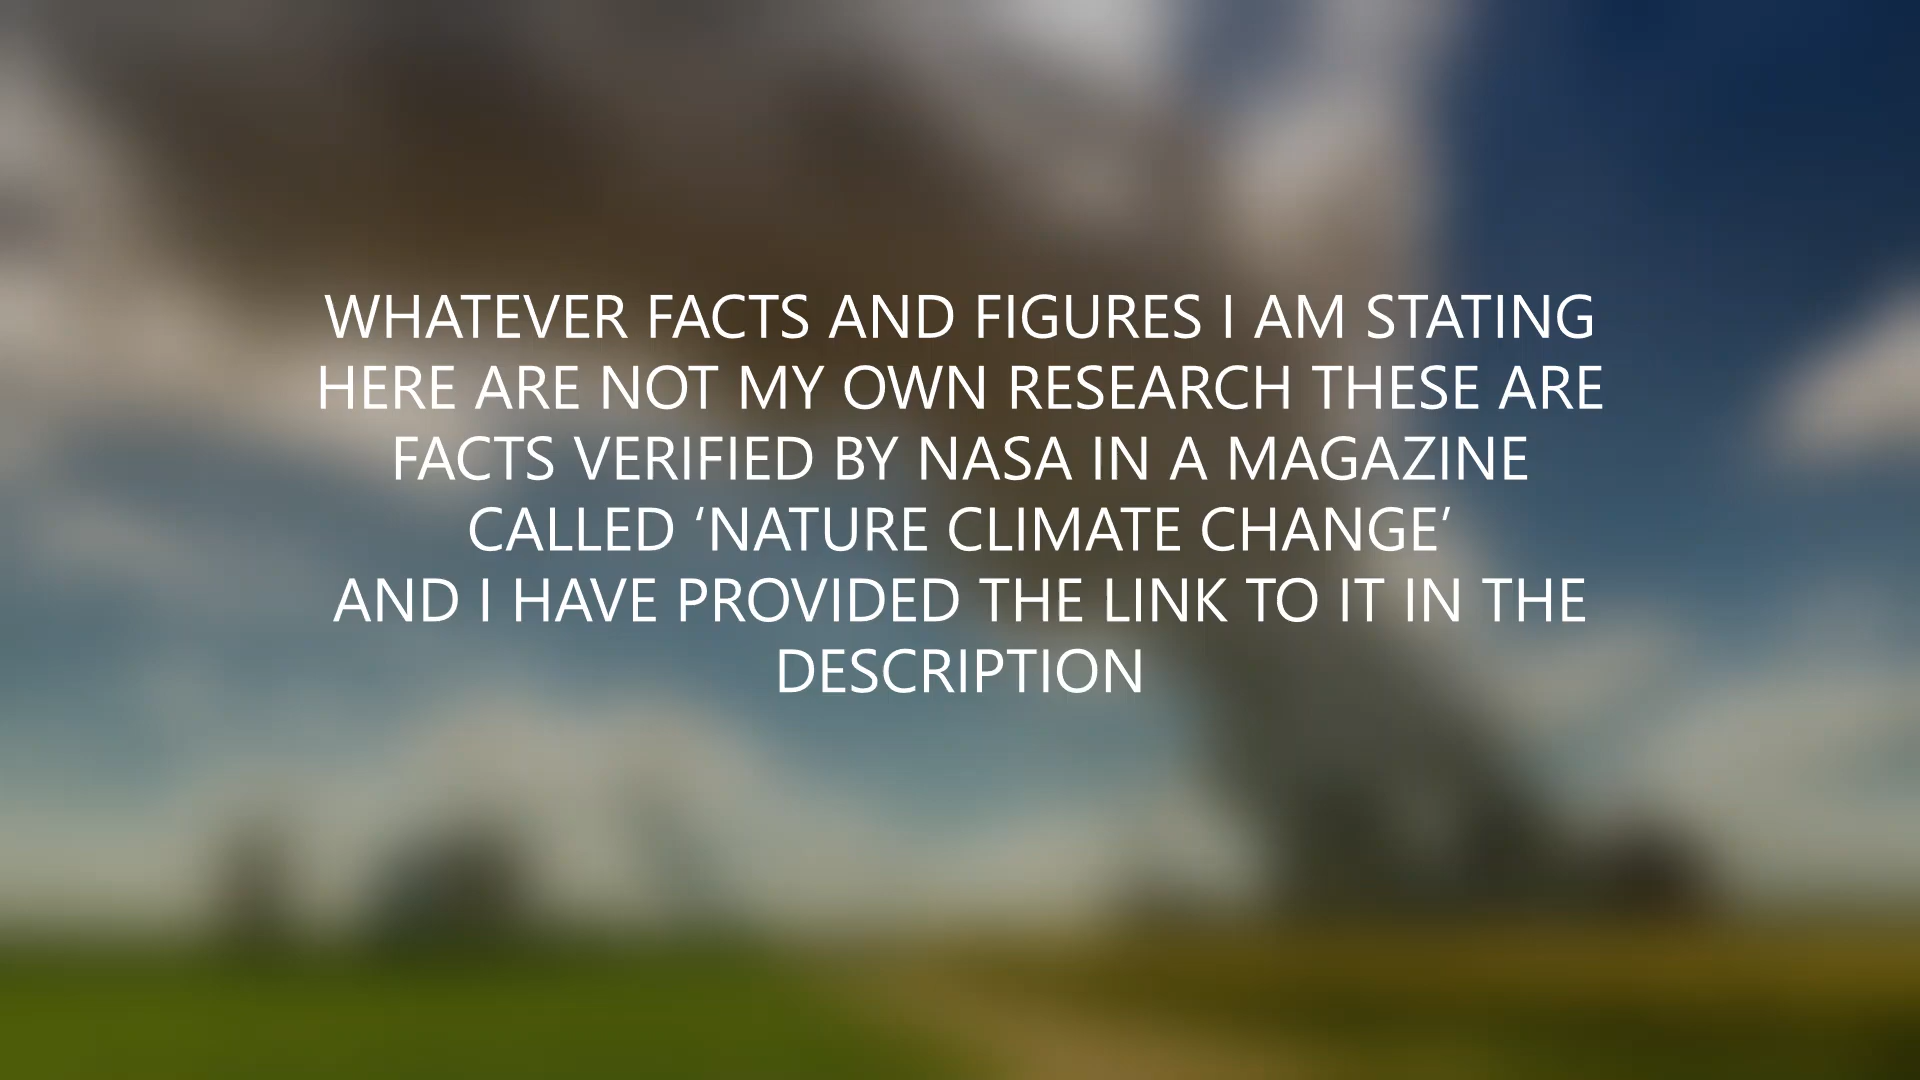 WHATEVER FACTS AND FIGURES I AM STATING
HERE ARE NOT MY OWN RESEARCH THESE ARE
FACTS VERIFIED BY NASA IN A MAGAZINE
CALLED ‘NATURE CLIMATE CHANGE’
AND I HAVE PROVIDED THE LINK TO IT IN THE
DESCRIPTION